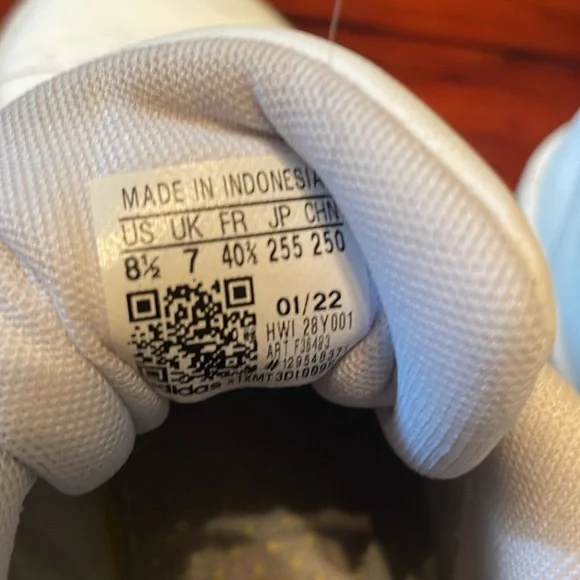 MADE IN INDONESIA
US UK FR JP CHN
8½ 7 40⅔ 255 250
01/22
HWI 28Y001
ART F36483
adidas